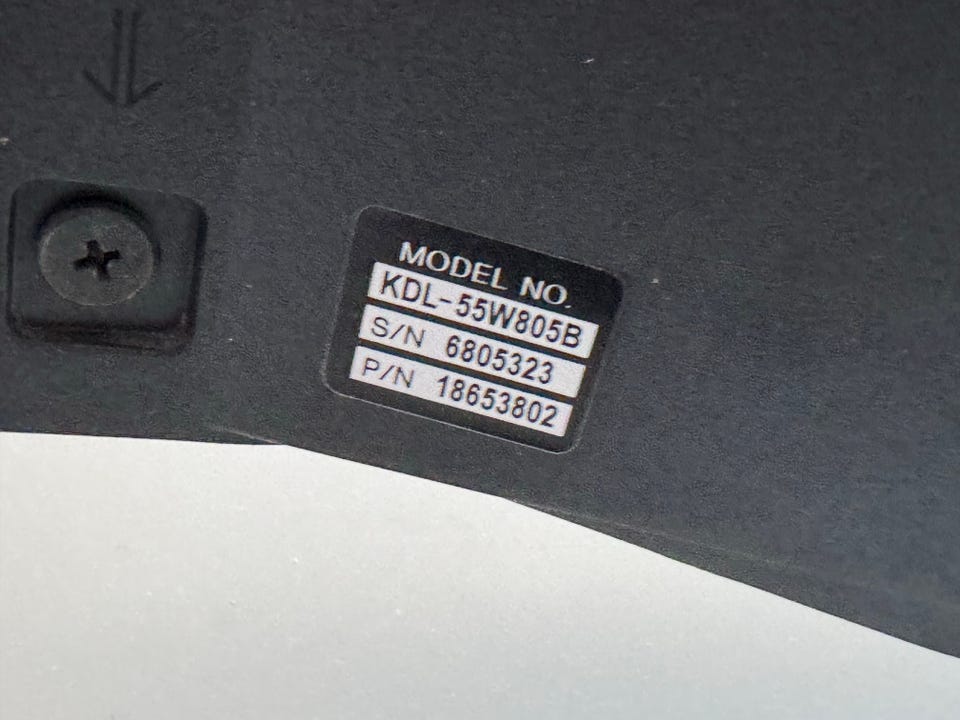 MODEL NO.
KDL-55W805B
S/N 6805323
P/N 18653802